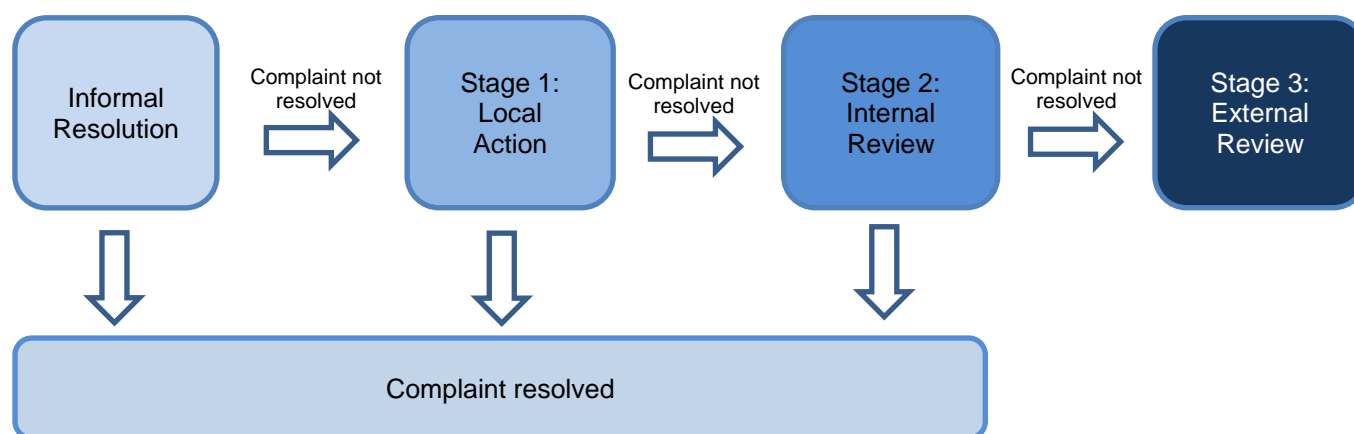 Informal
Resolution
Complaint not
resolved
Stage 1:
Local
Action
Complaint not
resolved
Stage 2:
Internal
Review
Complaint not
resolved
Stage 3:
External
Review
Complaint resolved